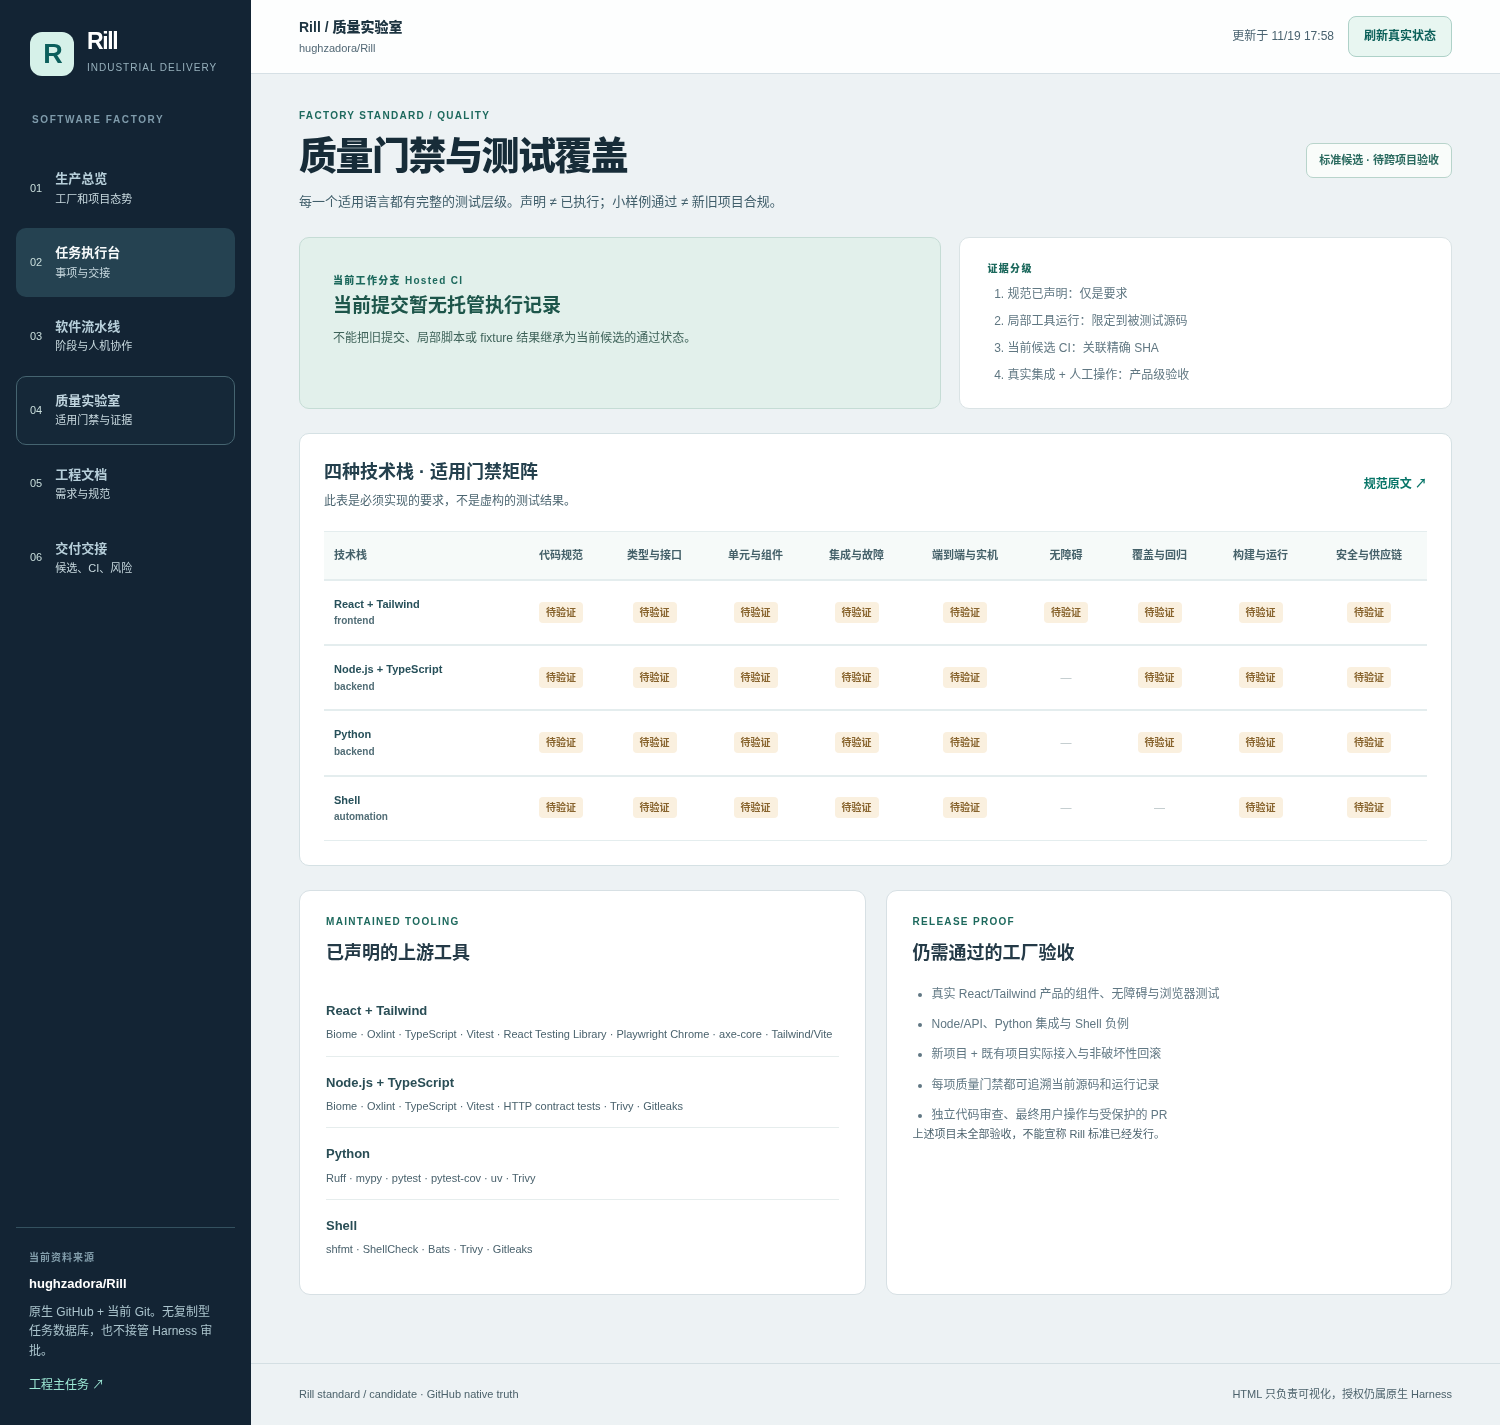 R
Rill
INDUSTRIAL DELIVERY
SOFTWARE FACTORY
01
生产总览
工厂和项目态势
02
任务执行台
事项与交接
03
软件流水线
阶段与人机协作
04
质量实验室
适用门禁与证据
05
工程文档
需求与规范
06
交付交接
候选、CI、风险
当前资料来源
hughzadora/Rill
原生 GitHub + 当前 Git。无复制型
任务数据库，也不接管 Harness 审
批。
工程主任务 ↗
Rill / 质量实验室
hughzadora/Rill
更新于 11/19 17:58
刷新真实状态
FACTORY STANDARD / QUALITY
质量门禁与测试覆盖
每一个适用语言都有完整的测试层级。声明 ≠ 已执行；小样例通过 ≠ 新旧项目合规。
标准候选 · 待跨项目验收
当前工作分支 Hosted CI
当前提交暂无托管执行记录
不能把旧提交、局部脚本或 fixture 结果继承为当前候选的通过状态。
证据分级
1. 规范已声明：仅是要求
2. 局部工具运行：限定到被测试源码
3. 当前候选 CI：关联精确 SHA
4. 真实集成 + 人工操作：产品级验收
四种技术栈 · 适用门禁矩阵
此表是必须实现的要求，不是虚构的测试结果。
规范原文 ↗
技术栈 代码规范 类型与接口 单元与组件 集成与故障 端到端与实机 无障碍 覆盖与回归 构建与运行 安全与供应链
React + Tailwind
frontend
待验证 待验证 待验证 待验证 待验证 待验证 待验证 待验证 待验证
Node.js + TypeScript
backend
待验证 待验证 待验证 待验证 待验证 — 待验证 待验证 待验证
Python
backend
待验证 待验证 待验证 待验证 待验证 — 待验证 待验证 待验证
Shell
automation
待验证 待验证 待验证 待验证 待验证 — — 待验证 待验证
MAINTAINED TOOLING
已声明的上游工具
React + Tailwind
Biome · Oxlint · TypeScript · Vitest · React Testing Library · Playwright Chrome · axe-core · Tailwind/Vite
Node.js + TypeScript
Biome · Oxlint · TypeScript · Vitest · HTTP contract tests · Trivy · Gitleaks
Python
Ruff · mypy · pytest · pytest-cov · uv · Trivy
Shell
shfmt · ShellCheck · Bats · Trivy · Gitleaks
RELEASE PROOF
仍需通过的工厂验收
• 真实 React/Tailwind 产品的组件、无障碍与浏览器测试
• Node/API、Python 集成与 Shell 负例
• 新项目 + 既有项目实际接入与非破坏性回滚
• 每项质量门禁都可追溯当前源码和运行记录
• 独立代码审查、最终用户操作与受保护的 PR
上述项目未全部验收，不能宣称 Rill 标准已经发行。
Rill standard / candidate · GitHub native truth
HTML 只负责可视化，授权仍属原生 Harness